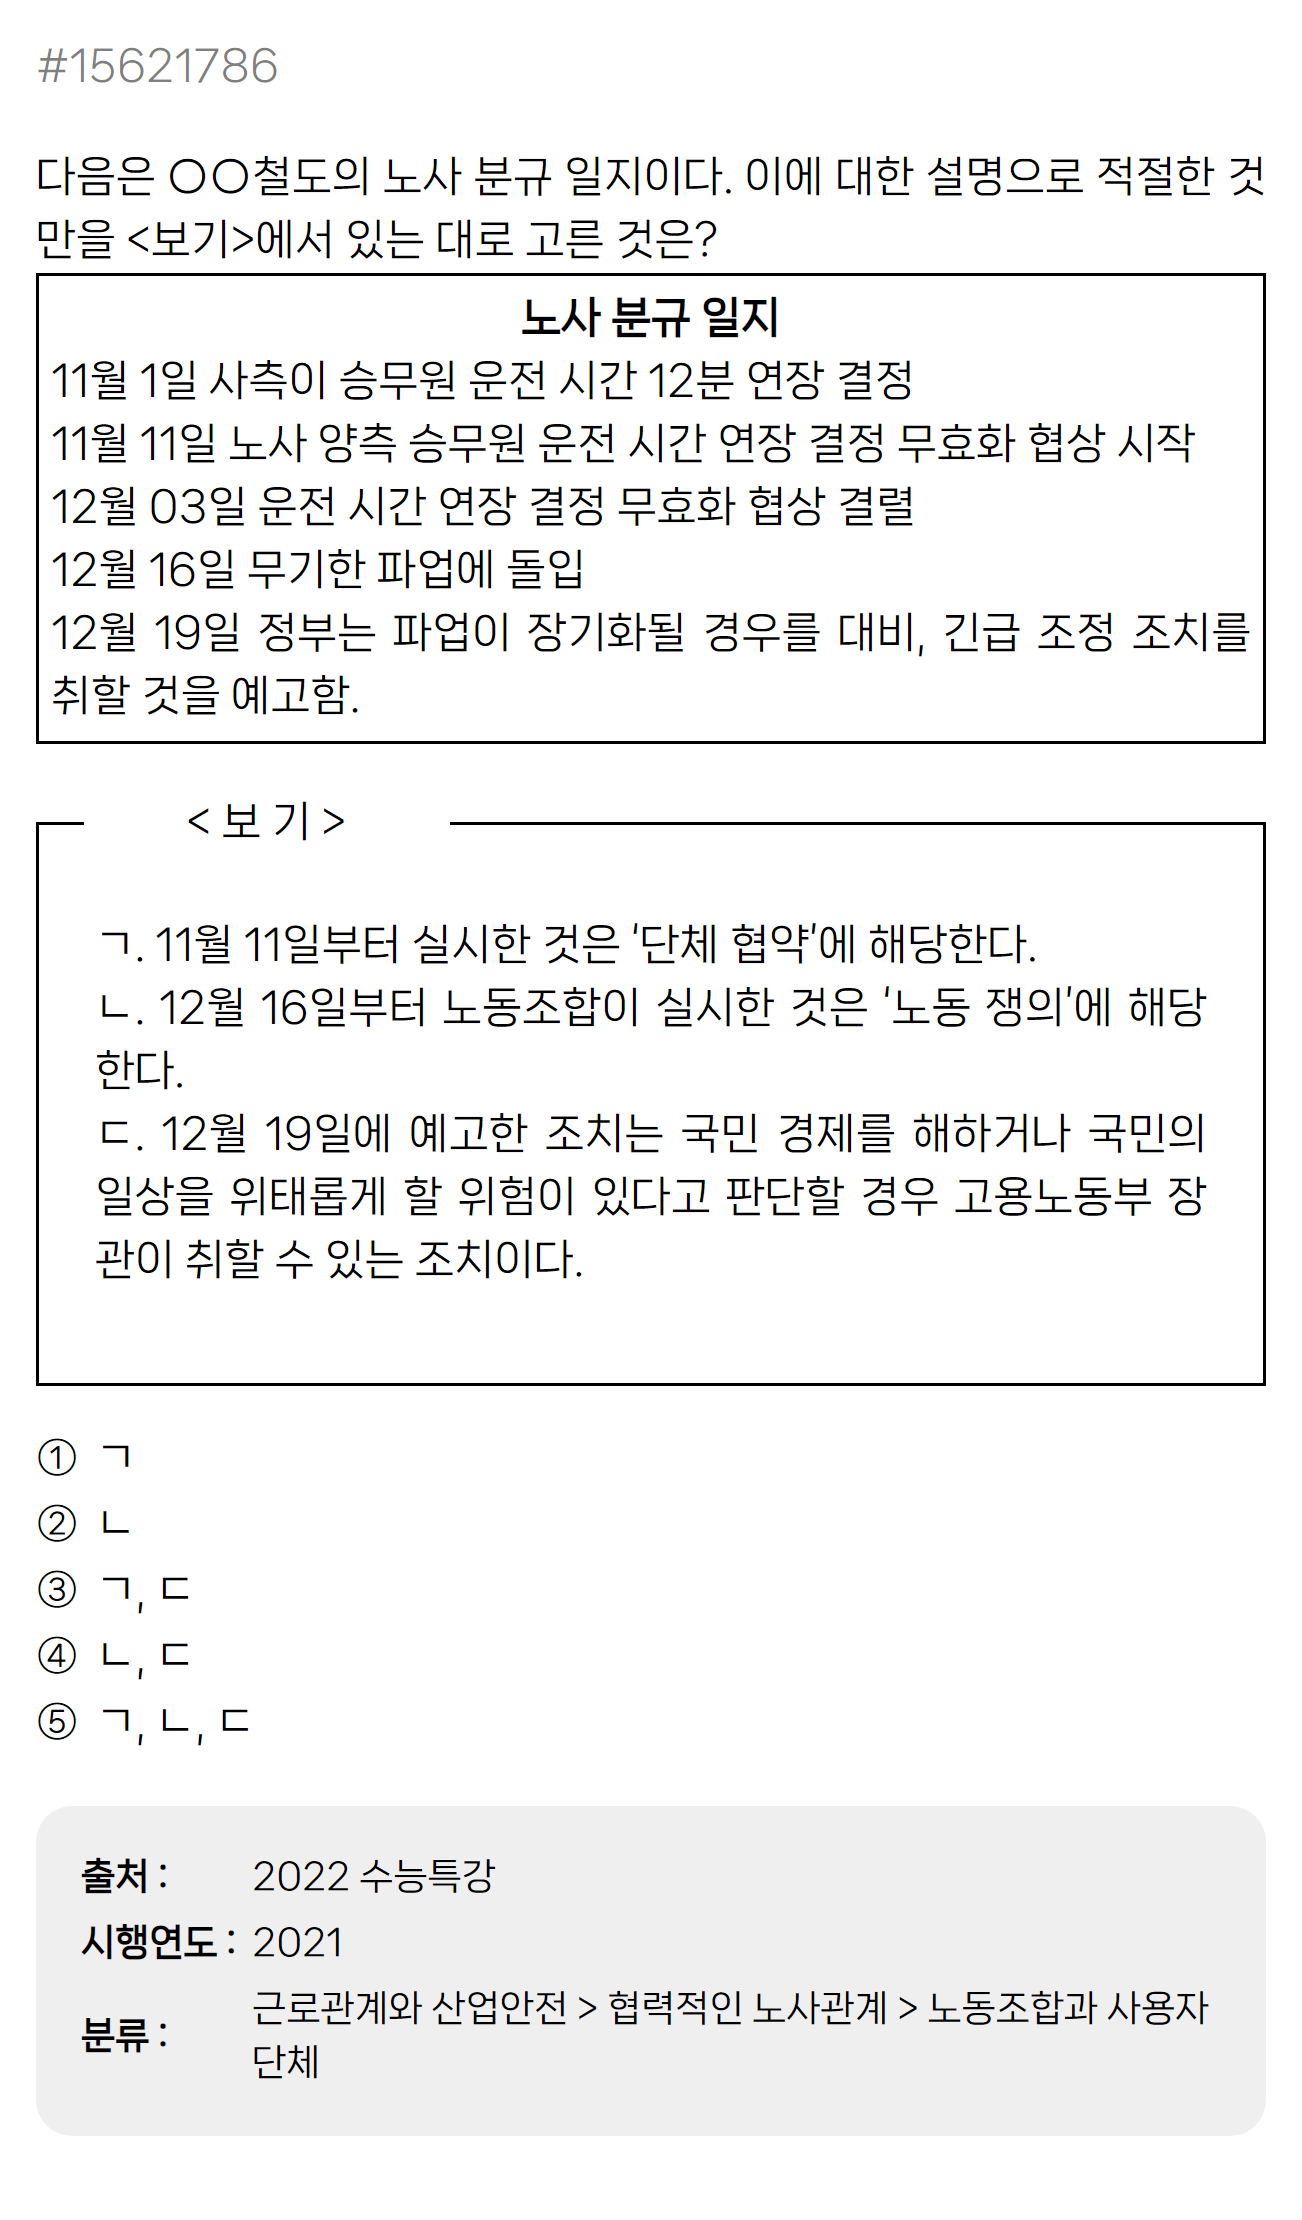 #15621786
다음은 ○○철도의 노사 분규 일지이다. 이에 대한 설명으로 적절한 것
만을 <보기>에서 있는 대로 고른 것은?
노사 분규 일지
11월 1일 사측이 승무원 운전 시간 12분 연장 결정
11월 11일 노사 양측 승무원 운전 시간 연장 결정 무효화 협상 시작
12월 03일 운전 시간 연장 결정 무효화 협상 결렬
12월 16일 무기한 파업에 돌입
12월 19일 정부는 파업이 장기화될 경우를 대비, 긴급 조정 조치를
취할 것을 예고함.
< 보 기 >
ㄱ. 11월 11일부터 실시한 것은 '단체 협약'에 해당한다.
ㄴ. 12월 16일부터 노동조합이 실시한 것은 '노동 쟁의'에 해당
한다.
ㄷ. 12월 19일에 예고한 조치는 국민 경제를 해하거나 국민의
일상을 위태롭게 할 위험이 있다고 판단할 경우 고용노동부 장
관이 취할 수 있는 조치이다.
① ㄱ
② ㄴ
③ ㄱ, ㄷ
④ ㄴ, ㄷ
⑤ ㄱ, ㄴ, ㄷ
출처 : 2022 수능특강
시행연도 : 2021
분류 : 근로관계와 산업안전 > 협력적인 노사관계 > 노동조합과 사용자
단체